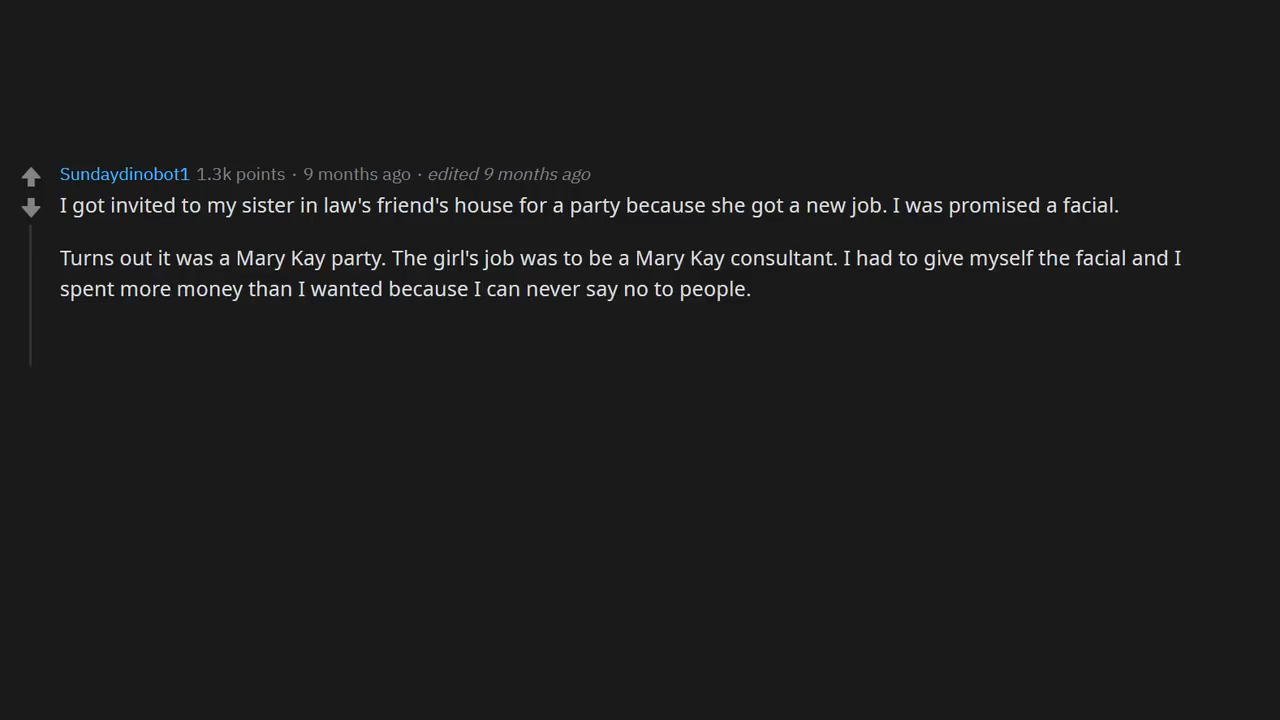 Sundaydinobot1 1.3k points · 9 months ago · edited 9 months ago
I got invited to my sister in law's friend's house for a party because she got a new job. I was promised a facial.
Turns out it was a Mary Kay party. The girl's job was to be a Mary Kay consultant. I had to give myself the facial and I
spent more money than I wanted because I can never say no to people.